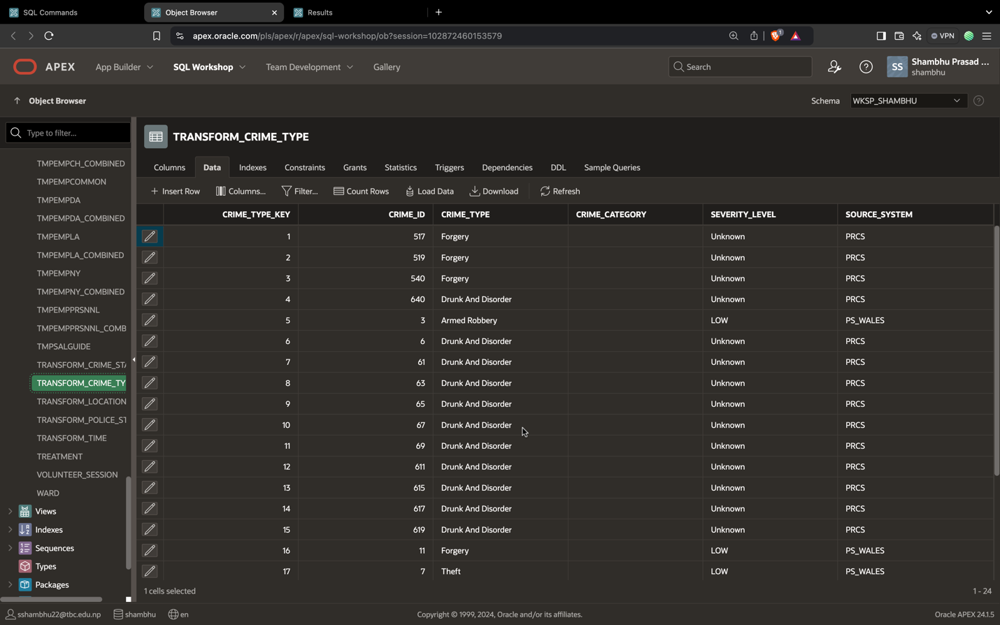 SQL Commands
Object Browser
Results
apex.oracle.com/pls/apex/r/apex/sql-workshop/ob?session=102872460153579
1
VPN
APEX
App Builder
SQL Workshop
Team Development
Gallery
Search
SS
Shambhu Prasad ...
shambhu
Object Browser
Schema
WKSP_SHAMBHU
Type to filter...
TMPEMPCH_COMBINED
TMPEMPCOMMON
TMPEMPDA
TMPEMPDA_COMBINED
TMPEMPLA
TMPEMPLA_COMBINED
TMPEMPNY
TMPEMPNY_COMBINED
TMPEMPPRSNNL
TMPEMPPRSNNL_COMB
TMPSALGUIDE
TRANSFORM_CRIME_STA
TRANSFORM_CRIME_TY
TRANSFORM_LOCATION
TRANSFORM_POLICE_ST
TRANSFORM_TIME
TREATMENT
VOLUNTEER_SESSION
WARD
Views
Indexes
Sequences
Types
Packages
TRANSFORM_CRIME_TYPE
Columns Data Indexes Constraints Grants Statistics Triggers Dependencies DDL Sample Queries
Insert Row Columns... Filter... Count Rows Load Data Download Refresh
CRIME_TYPE_KEY CRIME_ID CRIME_TYPE CRIME_CATEGORY SEVERITY_LEVEL SOURCE_SYSTEM
1 517 Forgery Unknown PRCS
2 519 Forgery Unknown PRCS
3 540 Forgery Unknown PRCS
4 640 Drunk And Disorder Unknown PRCS
5 3 Armed Robbery LOW PS_WALES
6 6 Drunk And Disorder Unknown PRCS
7 61 Drunk And Disorder Unknown PRCS
8 63 Drunk And Disorder Unknown PRCS
9 65 Drunk And Disorder Unknown PRCS
10 67 Drunk And Disorder Unknown PRCS
11 69 Drunk And Disorder Unknown PRCS
12 611 Drunk And Disorder Unknown PRCS
13 615 Drunk And Disorder Unknown PRCS
14 617 Drunk And Disorder Unknown PRCS
15 619 Drunk And Disorder Unknown PRCS
16 11 Forgery LOW PS_WALES
17 7 Theft LOW PS_WALES
1 cells selected
1 - 24
sshambhu22@tbc.edu.np
shambhu
en
Copyright © 1999, 2024, Oracle and/or its affiliates.
Oracle APEX 24.1.5